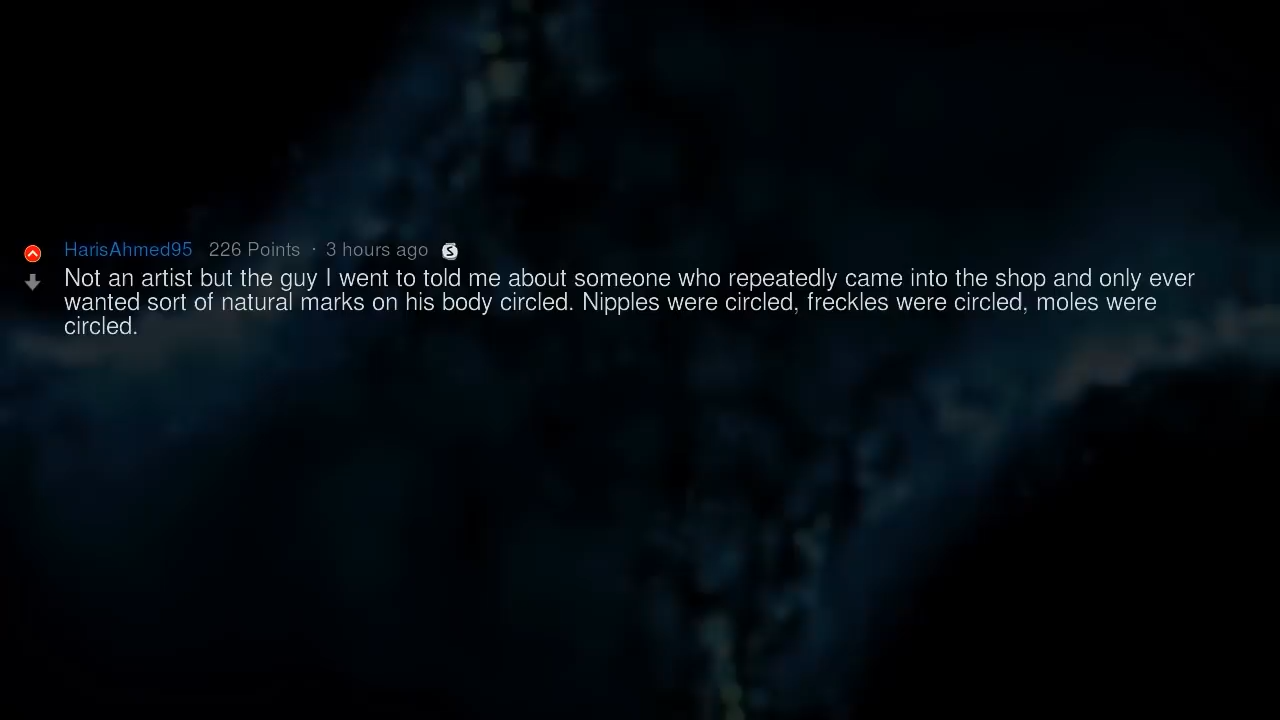 HarisAhmed95 226 Points · 3 hours ago
Not an artist but the guy I went to told me about someone who repeatedly came into the shop and only ever
wanted sort of natural marks on his body circled. Nipples were circled, freckles were circled, moles were
circled.